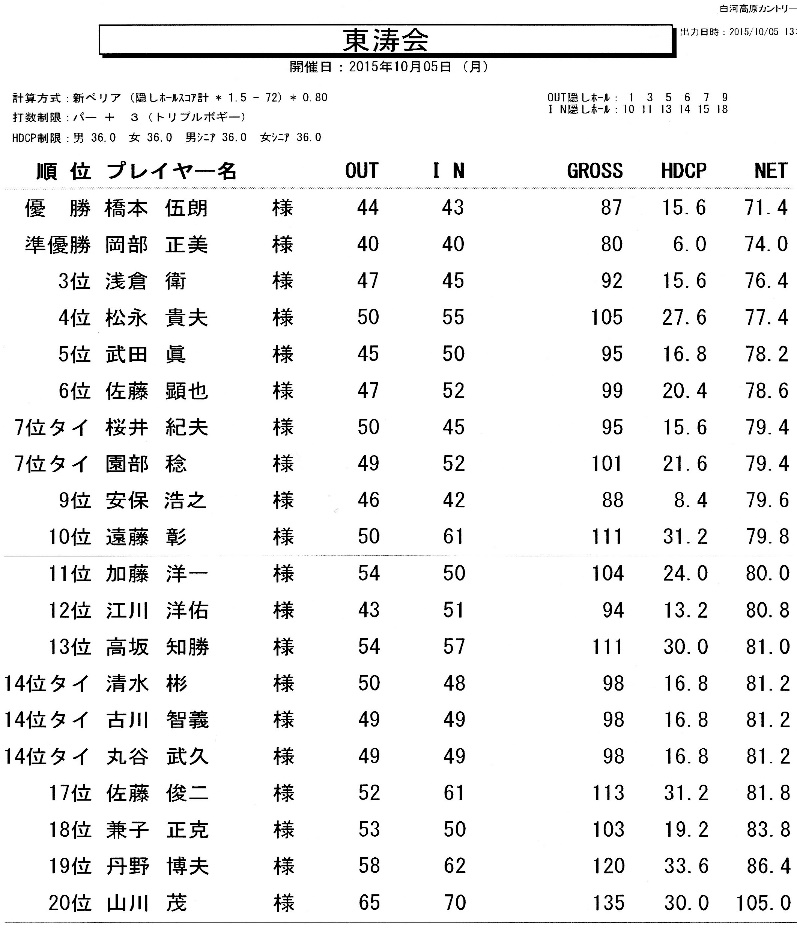 白河高原カントリー
出力日時：2015/10/05 13:
東涛会
開催日：2015年10月05日（月）
計算方式：新ペリア（隠しﾎｰﾙｽｺｱ計 * 1.5 - 72）* 0.80
OUT隠しﾎｰﾙ： 1 3 5 6 7 9
打数制限：パー ＋ 3（トリプルボギー）
I N隠しﾎｰﾙ：10 11 13 14 15 18
HDCP制限：男 36.0 女 36.0 男ｼﾆｱ 36.0 女ｼﾆｱ 36.0
順 位 プレイヤー名 OUT I N GROSS HDCP NET
優　勝 橋本 伍朗 様 44 43 87 15.6 71.4
準優勝 岡部 正美 様 40 40 80 6.0 74.0
3位 浅倉 衛 様 47 45 92 15.6 76.4
4位 松永 貴夫 様 50 55 105 27.6 77.4
5位 武田 眞 様 45 50 95 16.8 78.2
6位 佐藤 顕也 様 47 52 99 20.4 78.6
7位タイ 桜井 紀夫 様 50 45 95 15.6 79.4
7位タイ 園部 稔 様 49 52 101 21.6 79.4
9位 安保 浩之 様 46 42 88 8.4 79.6
10位 遠藤 彰 様 50 61 111 31.2 79.8
11位 加藤 洋一 様 54 50 104 24.0 80.0
12位 江川 洋佑 様 43 51 94 13.2 80.8
13位 高坂 知勝 様 54 57 111 30.0 81.0
14位タイ 清水 彬 様 50 48 98 16.8 81.2
14位タイ 古川 智義 様 49 49 98 16.8 81.2
14位タイ 丸谷 武久 様 49 49 98 16.8 81.2
17位 佐藤 俊二 様 52 61 113 31.2 81.8
18位 兼子 正克 様 53 50 103 19.2 83.8
19位 丹野 博夫 様 58 62 120 33.6 86.4
20位 山川 茂 様 65 70 135 30.0 105.0